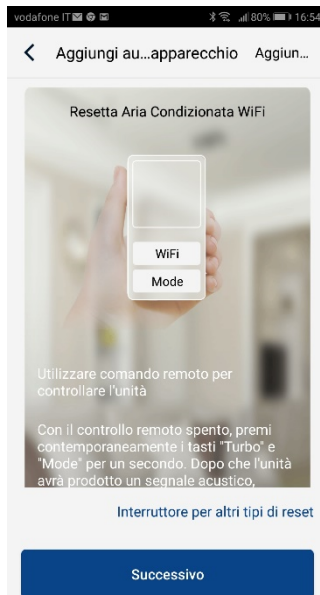 vodafone IT 80% 16:54
Aggiungi au...apparecchio Aggiun...
Resetta Aria Condizionata WiFi
WiFi
Mode
Utilizzare comando remoto per
controllare l'unità
Con il controllo remoto spento, premi
contemporaneamente i tasti "Turbo" e
"Mode" per un secondo. Dopo che l'unità
avrà prodotto un segnale acustico,
Interruttore per altri tipi di reset
Successivo